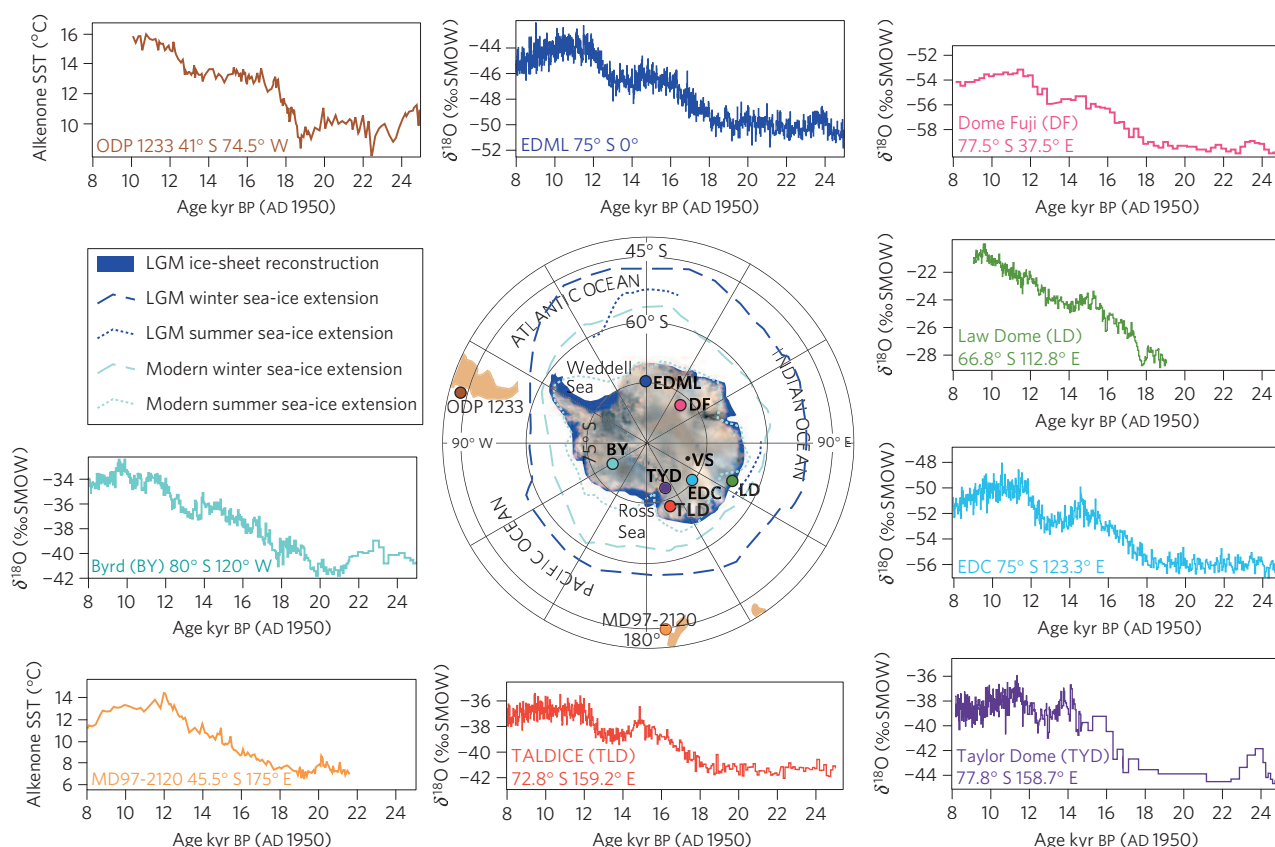 Alkenone SST (°C)
16
14
12
10
ODP 1233 41° S 74.5° W
8 10 12 14 16 18 20 22 24
Age kyr BP (AD 1950)
δ¹⁸O (‰ SMOW)
−44
−46
−48
−50
−52
EDML 75° S 0°
8 10 12 14 16 18 20 22 24
Age kyr BP (AD 1950)
δ¹⁸O (‰ SMOW)
−52
−54
−56
−58
Dome Fuji (DF)
77.5° S 37.5° E
8 10 12 14 16 18 20 22 24
Age kyr BP (AD 1950)
LGM ice-sheet reconstruction
LGM winter sea-ice extension
LGM summer sea-ice extension
Modern winter sea-ice extension
Modern summer sea-ice extension
45° S
ATLANTIC OCEAN
60° S
INDIAN OCEAN
Weddell
Sea
EDML
DF
ODP 1233
90° W
75° S
90° E
BY
VS
TYD
EDC
LD
TLD
Ross
Sea
PACIFIC OCEAN
MD97-2120
180°
δ¹⁸O (‰ SMOW)
−22
−24
−26
−28
Law Dome (LD)
66.8° S 112.8° E
8 10 12 14 16 18 20 22 24
Age kyr BP (AD 1950)
δ¹⁸O (‰ SMOW)
−34
−36
−38
−40
−42
Byrd (BY) 80° S 120° W
8 10 12 14 16 18 20 22 24
Age kyr BP (AD 1950)
δ¹⁸O (‰ SMOW)
−48
−50
−52
−54
−56
EDC 75° S 123.3° E
8 10 12 14 16 18 20 22 24
Age kyr BP (AD 1950)
Alkenone SST (°C)
14
12
10
8
6
MD97-2120 45.5° S 175° E
8 10 12 14 16 18 20 22 24
Age kyr BP (AD 1950)
δ¹⁸O (‰ SMOW)
−36
−38
−40
−42
TALDICE (TLD)
72.8° S 159.2° E
8 10 12 14 16 18 20 22 24
Age kyr BP (AD 1950)
δ¹⁸O (‰ SMOW)
−36
−38
−40
−42
−44
Taylor Dome (TYD)
77.8° S 158.7° E
8 10 12 14 16 18 20 22 24
Age kyr BP (AD 1950)